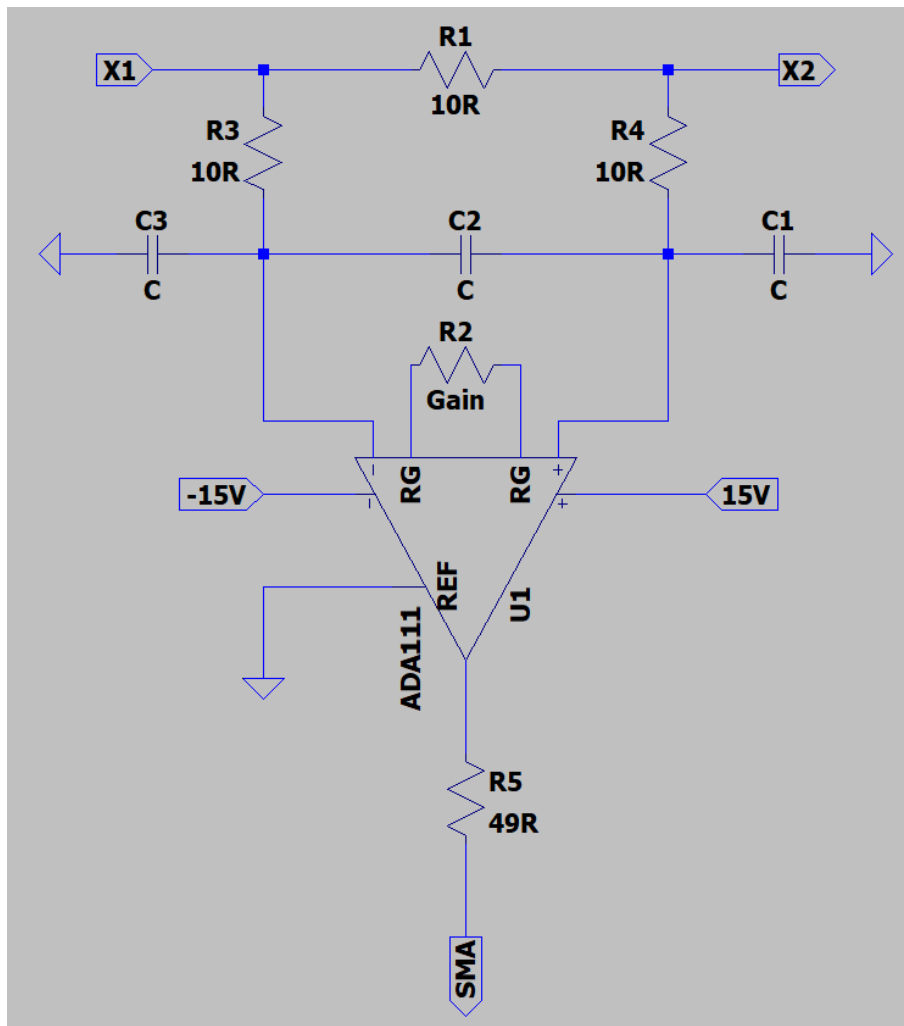 R1
X1
X2
10R
R3
10R
R4
10R
C3
C
C2
C
C1
C
R2
Gain
-
RG
RG
+
-15V
-
+
15V
REF
U1
ADA111
R5
49R
SMA